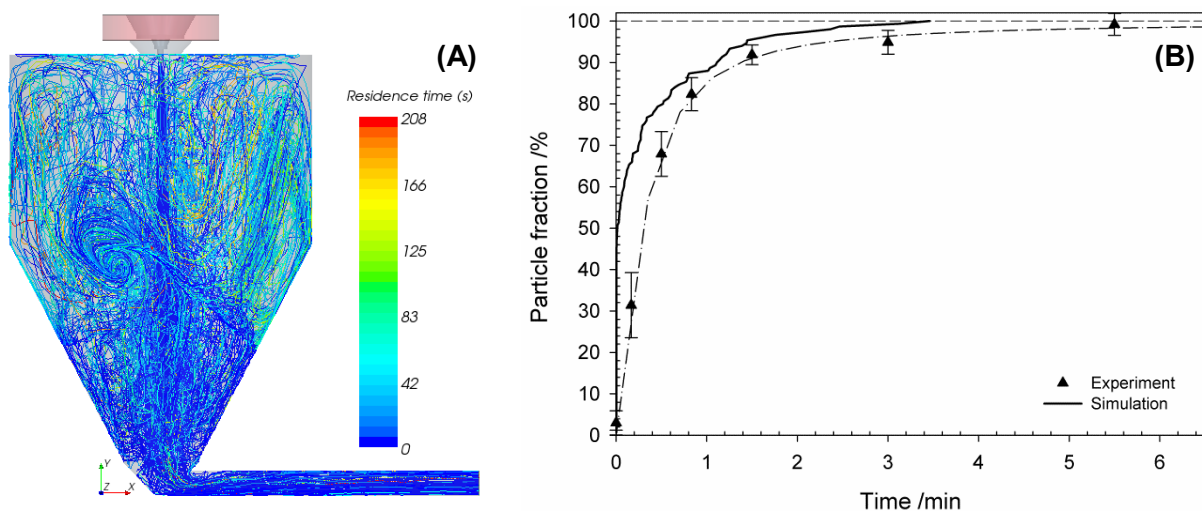 (A)
Residence time (s)
208
166
125
83
42
0
Y
Z X
(B)
Particle fraction /%
100
90
80
70
60
50
40
30
20
10
0
Experiment
Simulation
0 1 2 3 4 5 6
Time /min